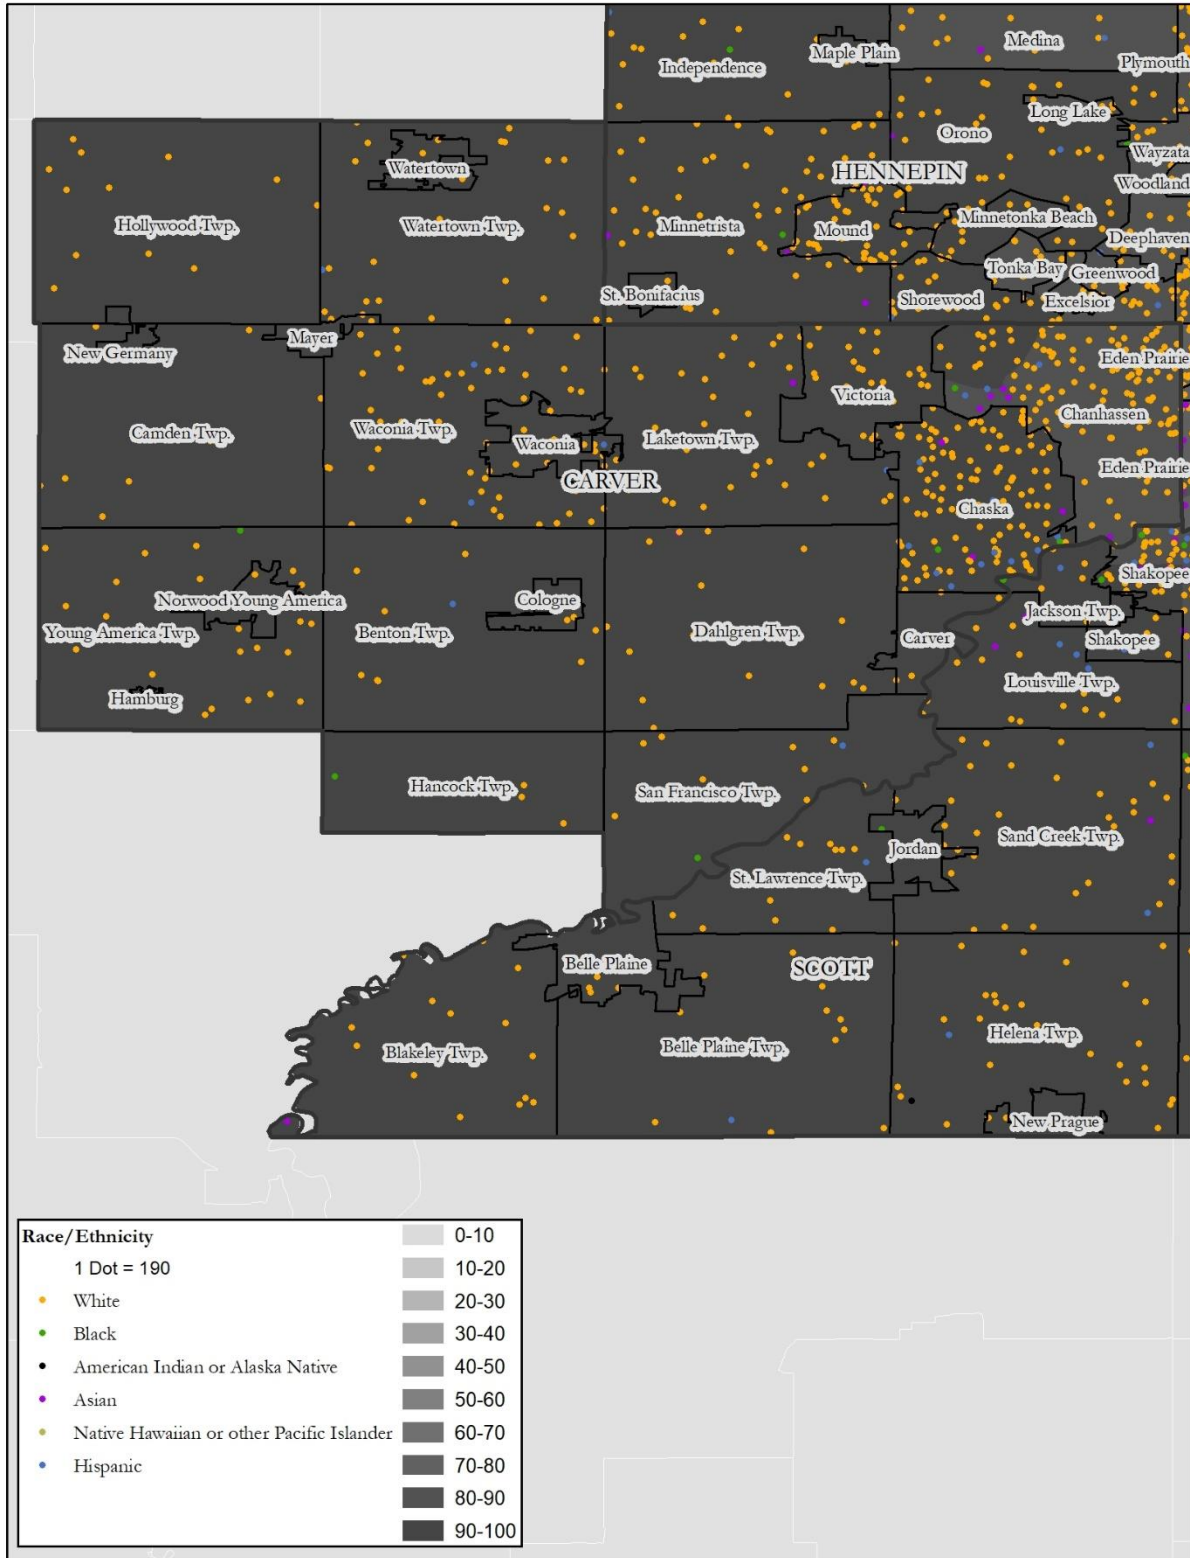 Maple Plain
Medina
Independence
Plymouth
Long Lake
Orono
Watertown
Wayzata
HENNEPIN
Woodland
Hollywood Twp.
Watertown Twp.
Minnetrista
Mound
Minnetonka Beach
Deephaven
Tonka Bay
Greenwood
St. Bonifacius
Shorewood
Excelsior
New Germany
Mayer
Eden Prairie
Victoria
Chanhassen
Camden Twp.
Waconia Twp.
Waconia
Laketown Twp.
Eden Prairie
CARVER
Chaska
Shakopee
Norwood Young America
Cologne
Jackson Twp.
Young America Twp.
Benton Twp.
Dahlgren Twp.
Carver
Shakopee
Louisville Twp.
Hamburg
Hancock Twp.
San Francisco Twp.
Sand Creek Twp.
Jordan
St. Lawrence Twp.
Belle Plaine
SCOTT
Helena Twp.
Blakeley Twp.
Belle Plaine Twp.
New Prague
Race/Ethnicity
1 Dot = 190
White
Black
American Indian or Alaska Native
Asian
Native Hawaiian or other Pacific Islander
Hispanic
0-10
10-20
20-30
30-40
40-50
50-60
60-70
70-80
80-90
90-100